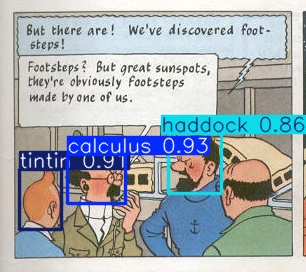 But there are! We've discovered foot-
steps!
Footsteps? But great sunspots,
they're obviously footsteps
made by one of us.
haddock 0.86
calculus 0.93
tintin 0.91